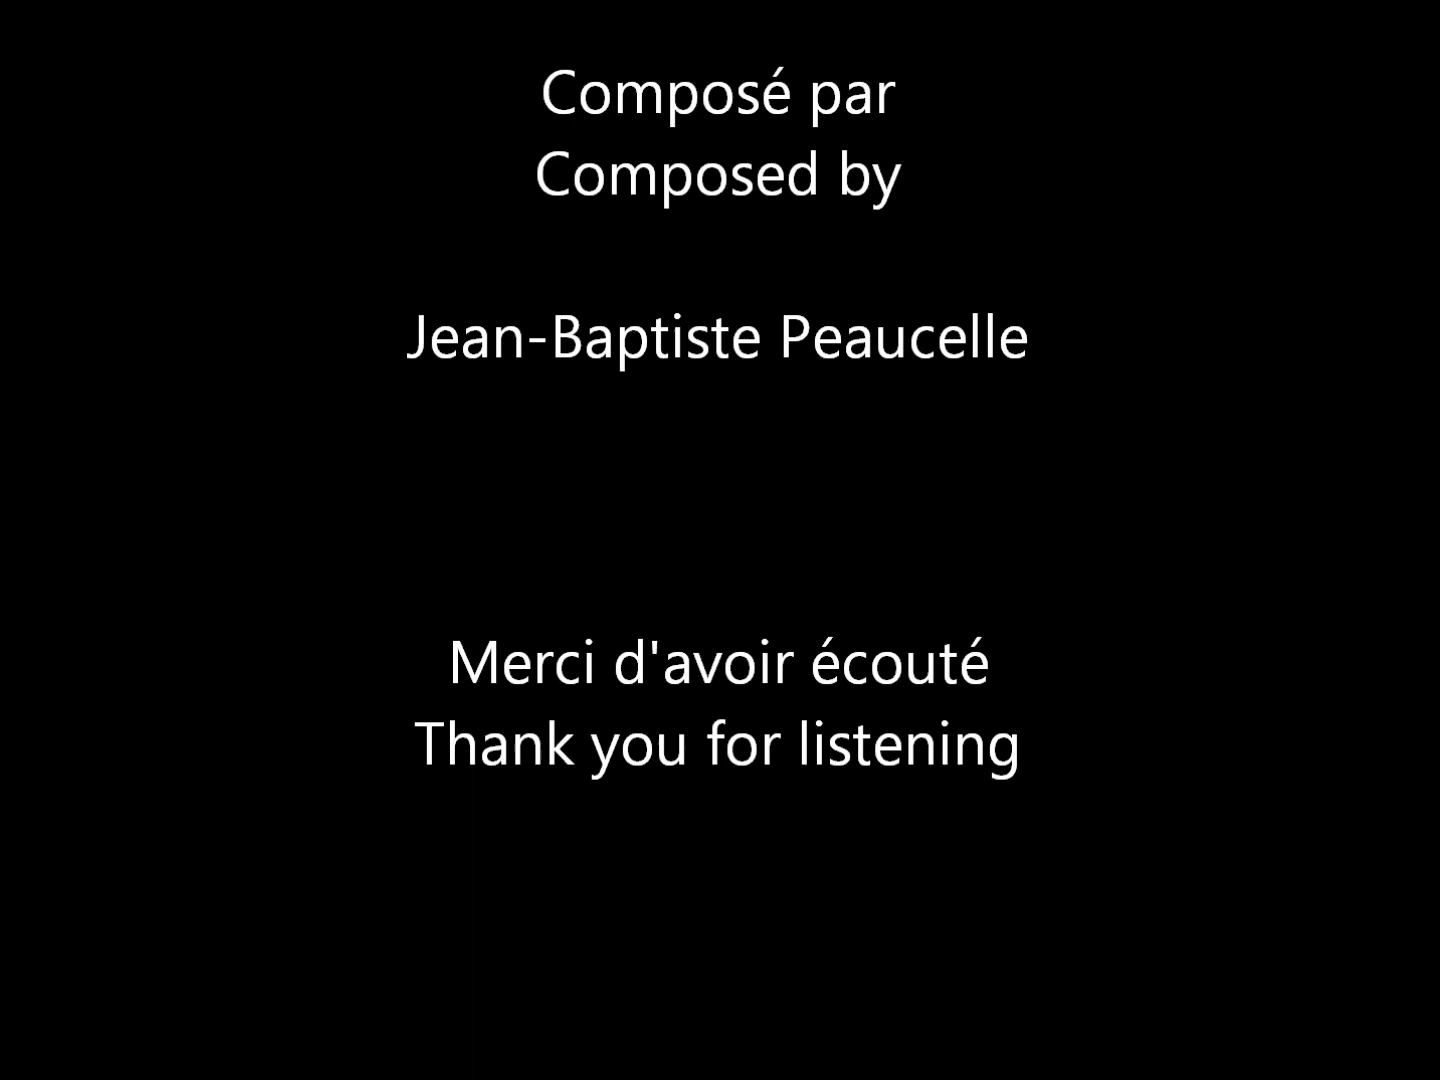 Composé par
Composed by
Jean-Baptiste Peaucelle
Merci d'avoir écouté
Thank you for listening